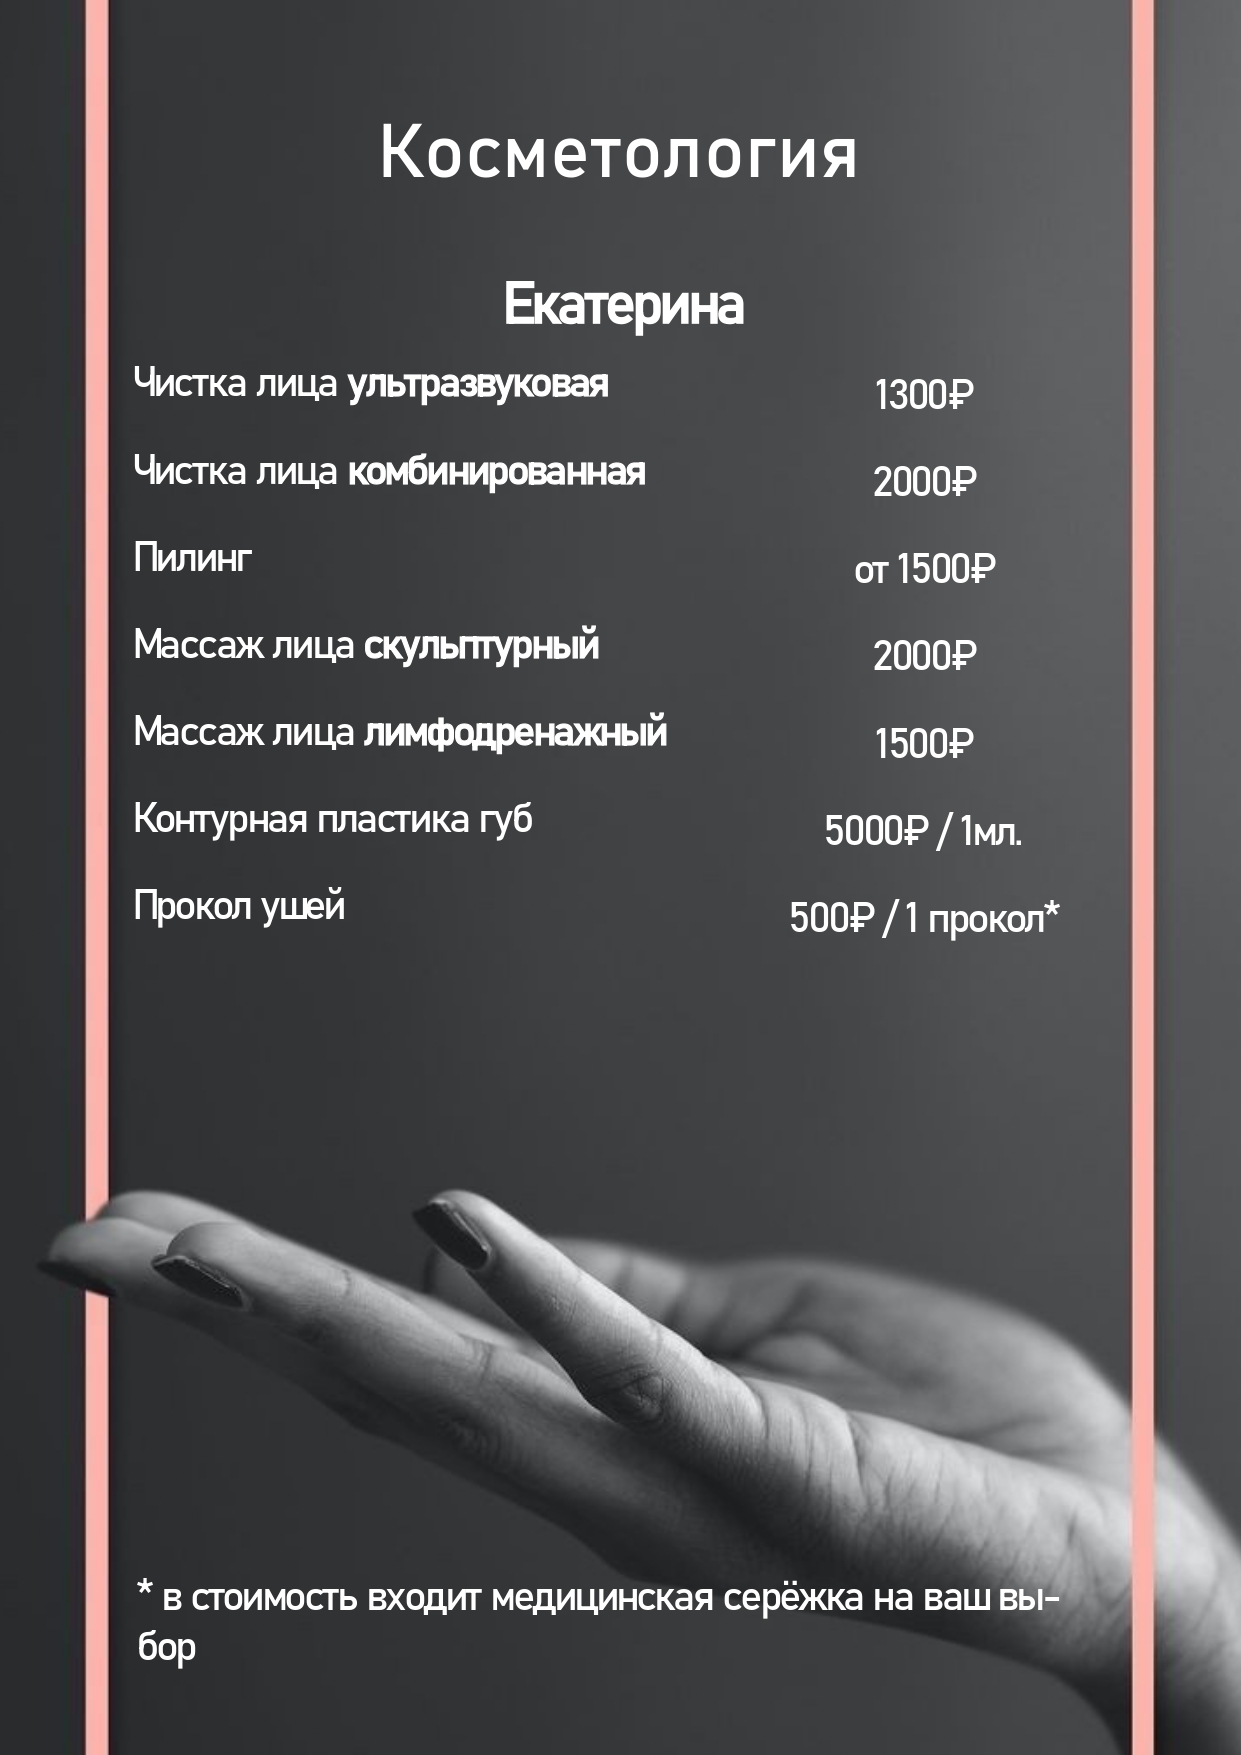 Косметология
Екатерина
Чистка лица ультразвуковая 1300₽
Чистка лица комбинированная 2000₽
Пилинг от 1500₽
Массаж лица скульптурный 2000₽
Массаж лица лимфодренажный 1500₽
Контурная пластика губ 5000₽ / 1мл.
Прокол ушей 500₽ / 1 прокол*
* в стоимость входит медицинская серёжка на ваш вы-
бор